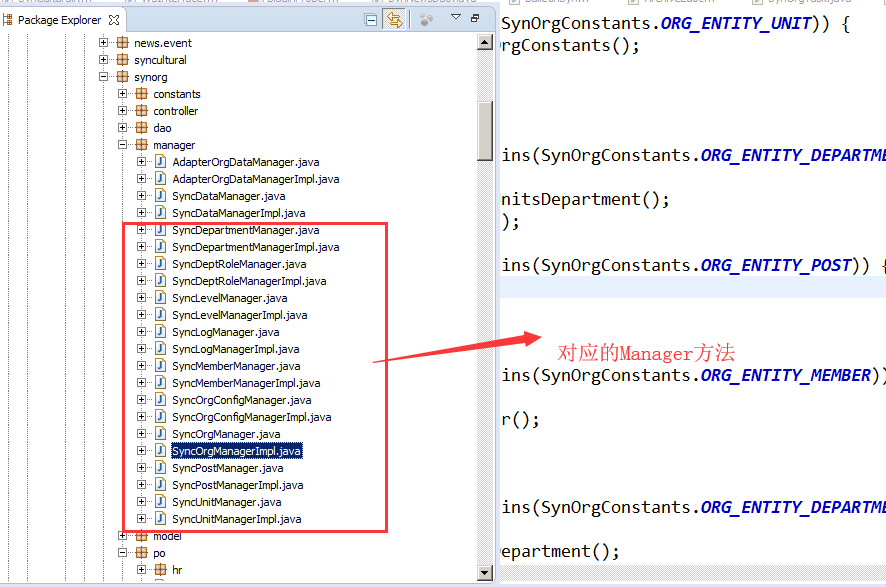 Package Explorer
news.event
syncultural
synorg
constants
controller
dao
manager
AdapterOrgDataManager.java
AdapterOrgDataManagerImpl.java
SyncDataManager.java
SyncDataManagerImpl.java
SyncDepartmentManager.java
SyncDepartmentManagerImpl.java
SyncDeptRoleManager.java
SyncDeptRoleManagerImpl.java
SyncLevelManager.java
SyncLevelManagerImpl.java
SyncLogManager.java
SyncLogManagerImpl.java
SyncMemberManager.java
SyncMemberManagerImpl.java
SyncOrgConfigManager.java
SyncOrgConfigManagerImpl.java
SyncOrgManager.java
SyncOrgManagerImpl.java
SyncPostManager.java
SyncPostManagerImpl.java
SyncUnitManager.java
SyncUnitManagerImpl.java
model
po
hr
SynOrgConstants.ORG_ENTITY_UNIT)) {
rgConstants();
ins(SynOrgConstants.ORG_ENTITY_DEPARTME
nitsDepartment();
);
ins(SynOrgConstants.ORG_ENTITY_POST)) {
对应的Manager方法
ins(SynOrgConstants.ORG_ENTITY_MEMBER))
r();
ins(SynOrgConstants.ORG_ENTITY_DEPARTME
epartment();